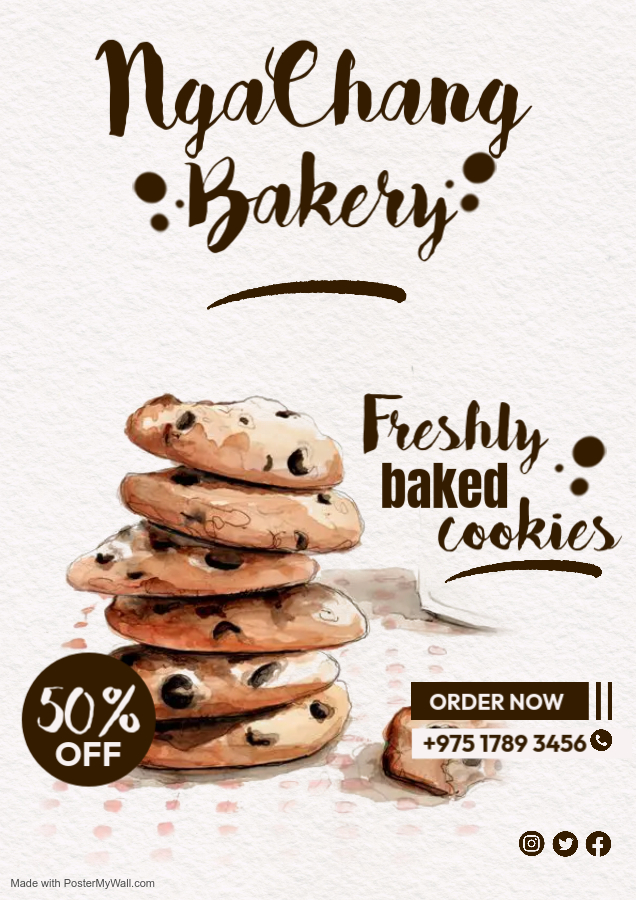 NgaChang
Bakery
Freshly
baked
cookies
50%
OFF
ORDER NOW
+975 1789 3456
Made with PosterMyWall.com